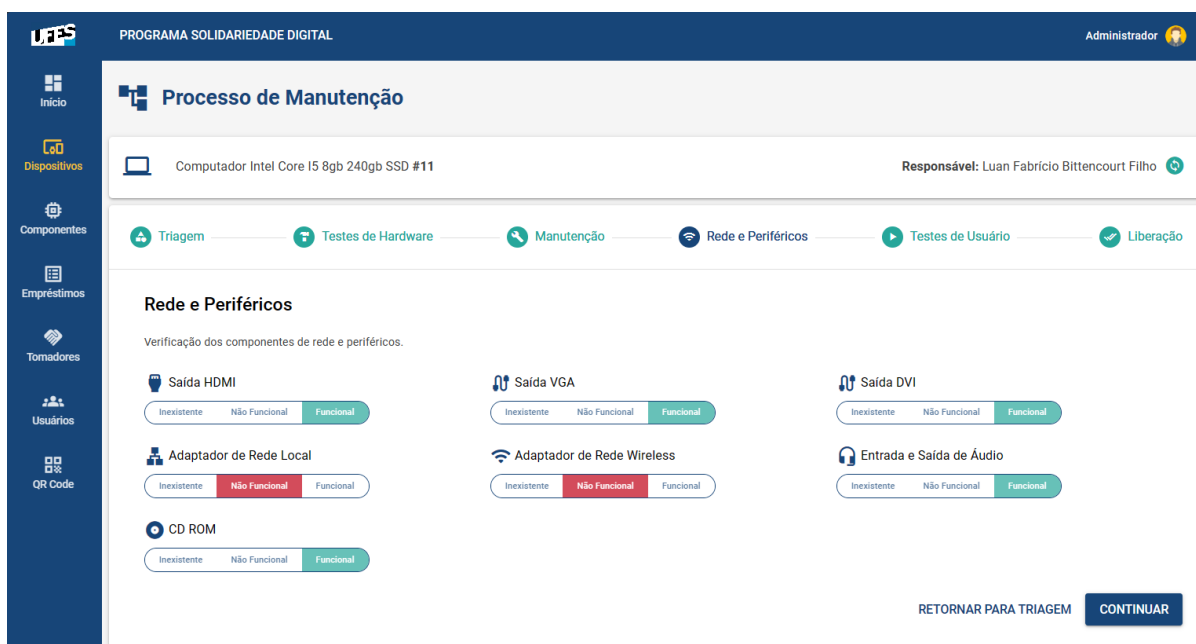 UFES
PROGRAMA SOLIDARIEDADE DIGITAL
Administrador
Início
Dispositivos
Componentes
Empréstimos
Tomadores
Usuários
QR Code
Processo de Manutenção
Computador Intel Core I5 8gb 240gb SSD #11
Responsável: Luan Fabrício Bittencourt Filho
Triagem
Testes de Hardware
Manutenção
Rede e Periféricos
Testes de Usuário
Liberação
Rede e Periféricos
Verificação dos componentes de rede e periféricos.
Saída HDMI
Inexistente Não Funcional Funcional
Saída VGA
Inexistente Não Funcional Funcional
Saída DVI
Inexistente Não Funcional Funcional
Adaptador de Rede Local
Inexistente Não Funcional Funcional
Adaptador de Rede Wireless
Inexistente Não Funcional Funcional
Entrada e Saída de Áudio
Inexistente Não Funcional Funcional
CD ROM
Inexistente Não Funcional Funcional
RETORNAR PARA TRIAGEM
CONTINUAR